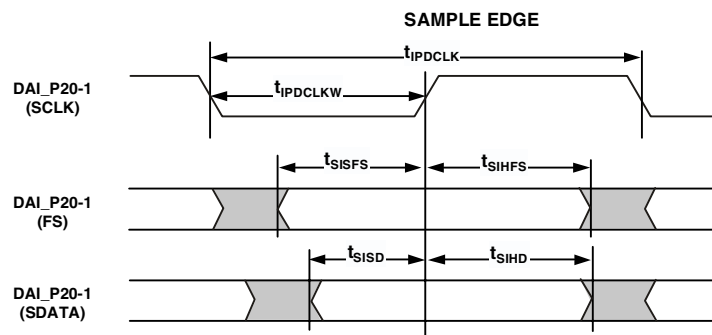 SAMPLE EDGE
tIPDCLK
DAI_P20-1
(SCLK)
tIPDCLKW
tSISFS
tSIHFS
DAI_P20-1
(FS)
tSISD
tSIHD
DAI_P20-1
(SDATA)